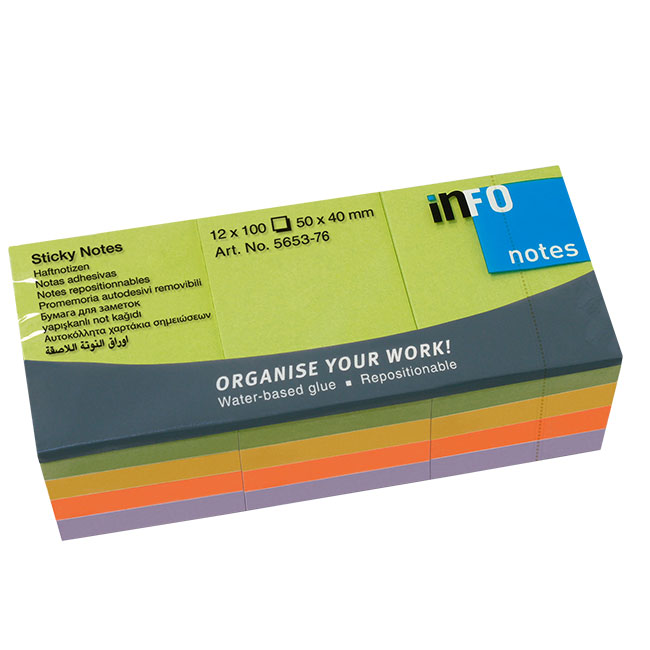 Sticky Notes
Haftnotizen
Notas adhesivas
Notes repositionnables
Promemoria autodesivi removibili
Бумага для заметок
yapışkanlı not kağıdı
Αυτοκόλλητα χαρτάκια σημειώσεων
أوراق النوتة اللاصقة
12 x 100 50 x 40 mm
Art. No. 5653-76
inFO
notes
ORGANISE YOUR WORK!
Water-based glue ■ Repositionable